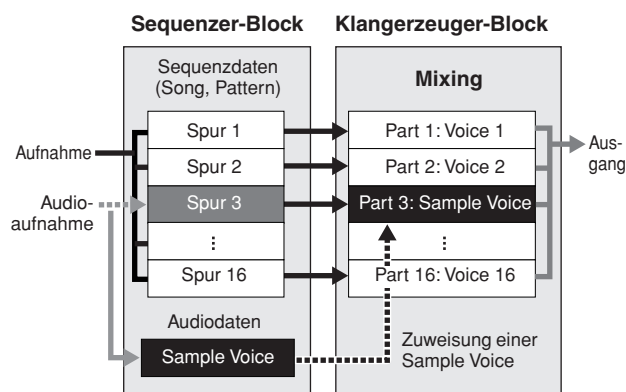 Sequenzer-Block
Klangerzeuger-Block
Sequenzdaten
(Song, Pattern)
Mixing
Aufnahme
Audio-
aufnahme
Spur 1
Spur 2
Spur 3
⋮
Spur 16
Part 1: Voice 1
Part 2: Voice 2
Part 3: Sample Voice
⋮
Part 16: Voice 16
Aus-
gang
Audiodaten
Sample Voice
Zuweisung einer
Sample Voice